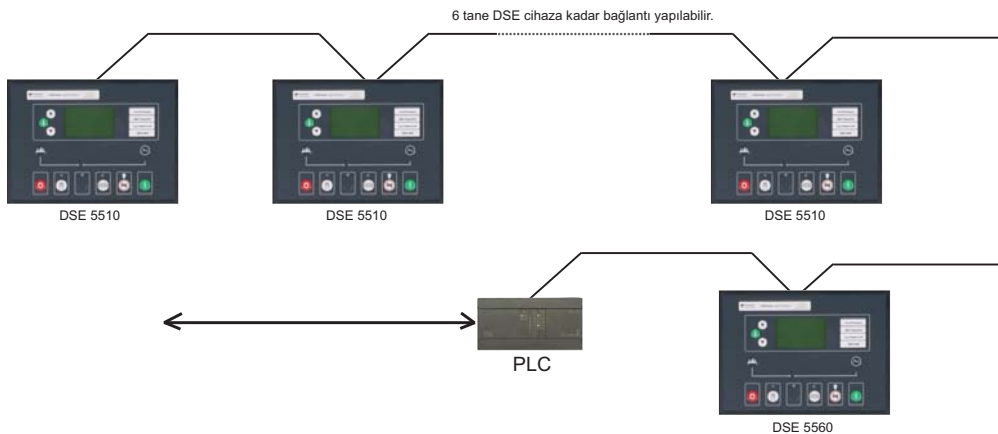 6 tane DSE cihaza kadar bağlantı yapılabilir.
DSE 5510
DSE 5510
DSE 5510
PLC
DSE 5560